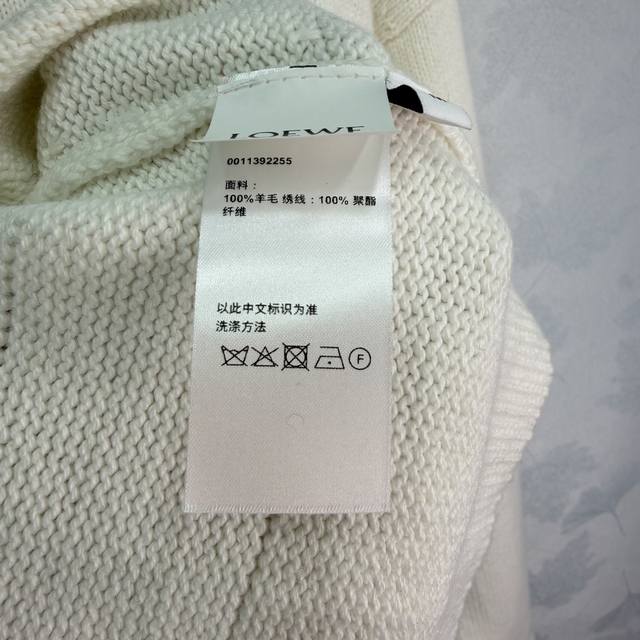 LOEWE
0011392255
面料：
100%羊毛 绣线：100% 聚酯
纤维
以此中文标识为准
洗涤方法
F